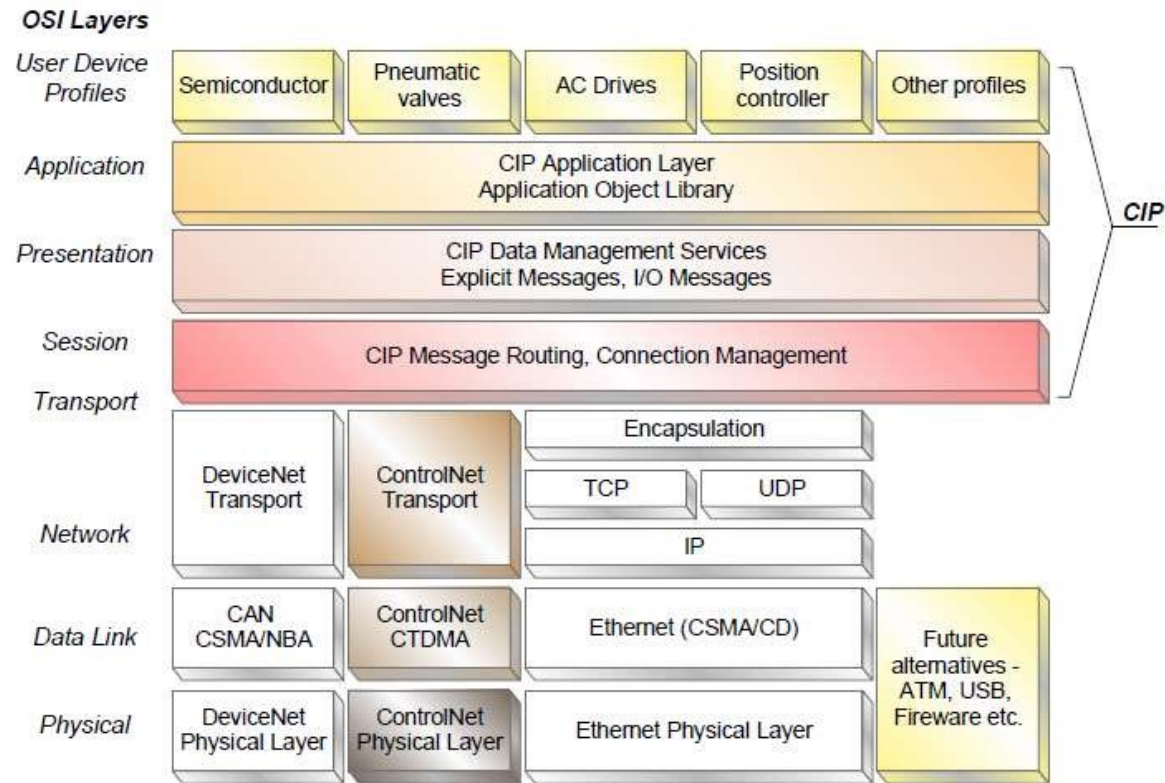 OSI Layers
User Device
Profiles
Semiconductor
Pneumatic
valves
AC Drives
Position
controller
Other profiles
Application
CIP Application Layer
Application Object Library
CIP
Presentation
CIP Data Management Services
Explicit Messages, I/O Messages
Session
CIP Message Routing, Connection Management
Transport
DeviceNet
Transport
ControlNet
Transport
Encapsulation
TCP
UDP
Network
IP
Data Link
CAN
CSMA/NBA
ControlNet
CTDMA
Ethernet (CSMA/CD)
Future
alternatives -
ATM, USB,
Fireware etc.
Physical
DeviceNet
Physical Layer
ControlNet
Physical Layer
Ethernet Physical Layer